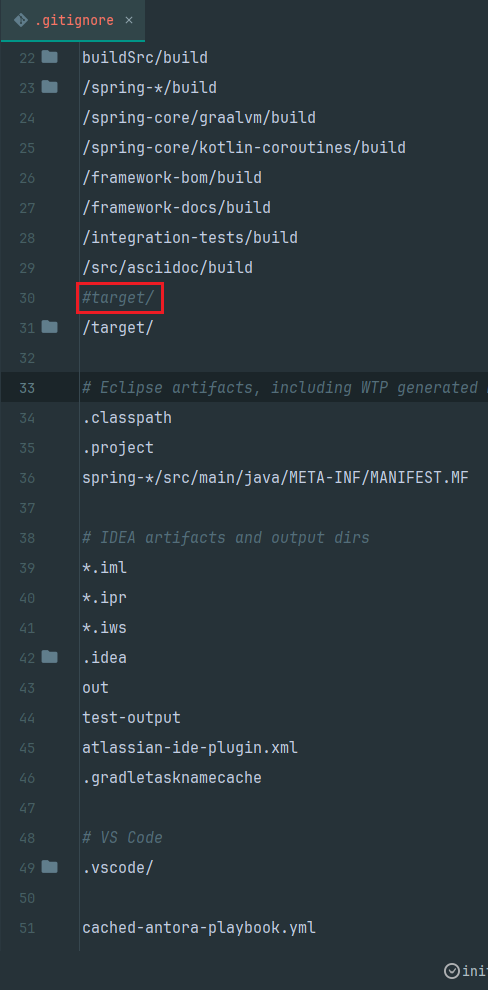 .gitignore ×
22 buildSrc/build
23 /spring-*/build
24 /spring-core/graalvm/build
25 /spring-core/kotlin-coroutines/build
26 /framework-bom/build
27 /framework-docs/build
28 /integration-tests/build
29 /src/asciidoc/build
30 #target/
31 /target/
32
33 # Eclipse artifacts, including WTP generated
34 .classpath
35 .project
36 spring-*/src/main/java/META-INF/MANIFEST.MF
37
38 # IDEA artifacts and output dirs
39 *.iml
40 *.ipr
41 *.iws
42 .idea
43 out
44 test-output
45 atlassian-ide-plugin.xml
46 .gradletasknamecache
47
48 # VS Code
49 .vscode/
50
51 cached-antora-playbook.yml